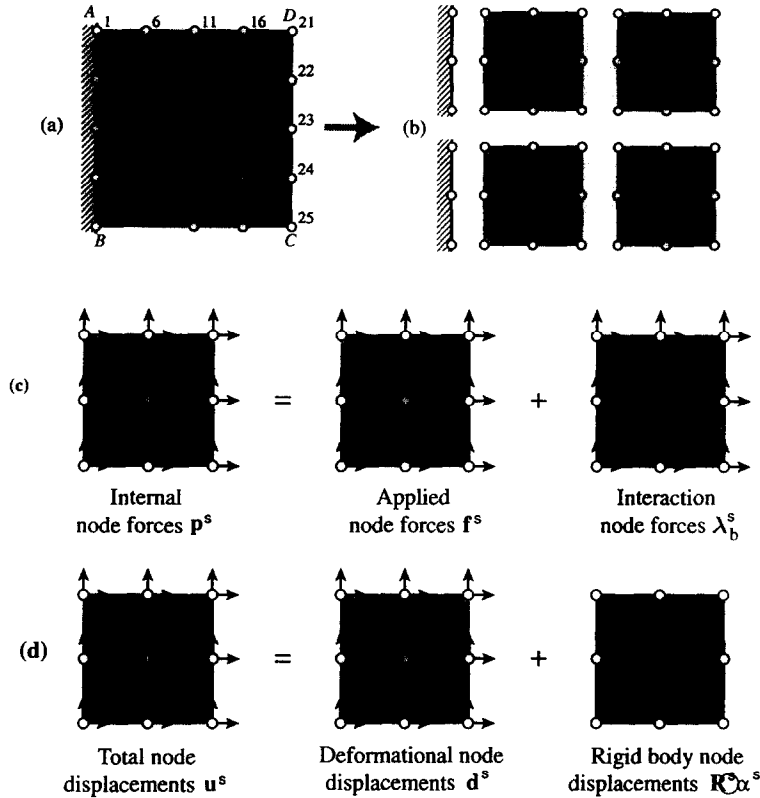 A
1
6
11
16
D
21
22
23
24
25
B
C
(a)
(b)
(c)
=
+
Internal
node forces p^s
Applied
node forces f^s
Interaction
node forces λ_b^s
(d)
=
+
Total node
displacements u^s
Deformational node
displacements d^s
Rigid body node
displacements R α^s